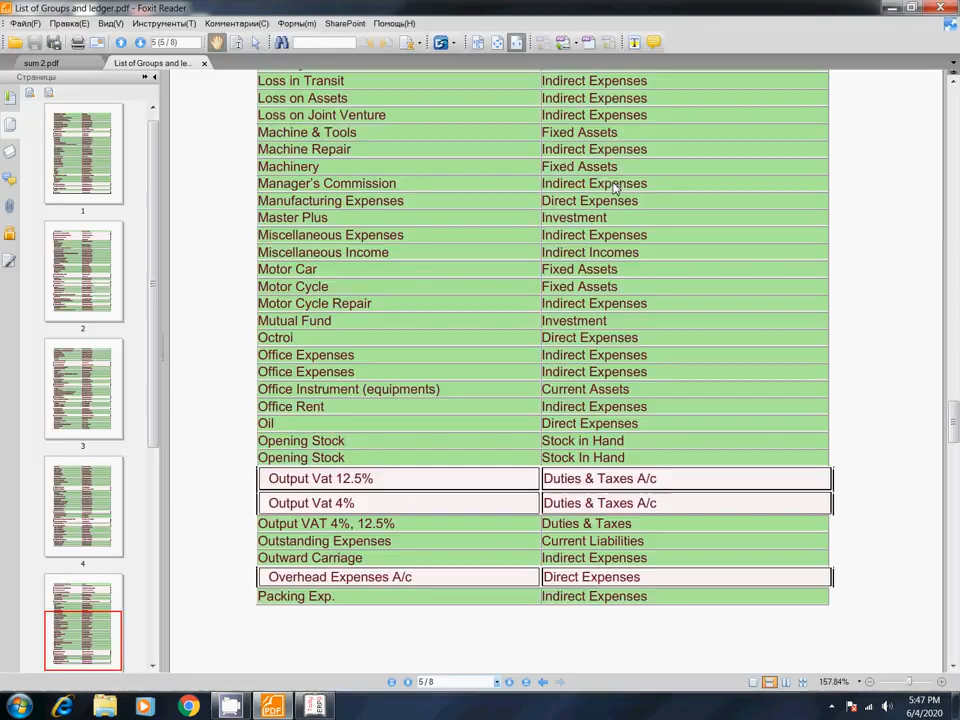 List of Groups and ledger.pdf - Foxit Reader
Файл(F) Правка(E) Вид(V) Инструменты(T) Комментарии(C) Формы(m) SharePoint Помощь(H)
5 (5 / 8)
sum 2.pdf List of Groups and le...
Страницы
1
2
3
4
Loss in Transit Indirect Expenses
Loss on Assets Indirect Expenses
Loss on Joint Venture Indirect Expenses
Machine & Tools Fixed Assets
Machine Repair Indirect Expenses
Machinery Fixed Assets
Manager's Commission Indirect Expenses
Manufacturing Expenses Direct Expenses
Master Plus Investment
Miscellaneous Expenses Indirect Expenses
Miscellaneous Income Indirect Incomes
Motor Car Fixed Assets
Motor Cycle Fixed Assets
Motor Cycle Repair Indirect Expenses
Mutual Fund Investment
Octroi Direct Expenses
Office Expenses Indirect Expenses
Office Expenses Indirect Expenses
Office Instrument (equipments) Current Assets
Office Rent Indirect Expenses
Oil Direct Expenses
Opening Stock Stock in Hand
Opening Stock Stock In Hand
Output Vat 12.5% Duties & Taxes A/c
Output Vat 4% Duties & Taxes A/c
Output VAT 4%, 12.5% Duties & Taxes
Outstanding Expenses Current Liabilities
Outward Carriage Indirect Expenses
Overhead Expenses A/c Direct Expenses
Packing Exp. Indirect Expenses
5 / 8
157.84%
PDF
5:47 PM
6/4/2020